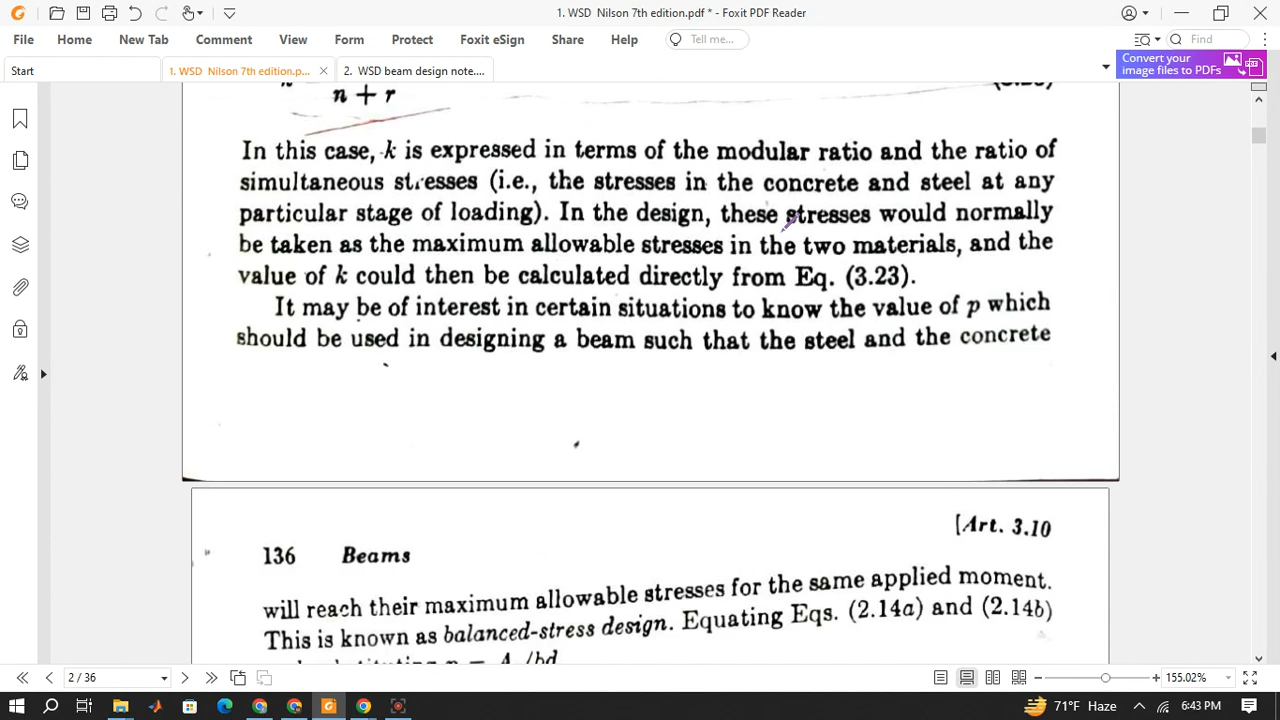 1. WSD Nilson 7th edition.pdf * - Foxit PDF Reader
File Home New Tab Comment View Form Protect Foxit eSign Share Help Tell me... Find
Start 1. WSD Nilson 7th edition.p... 2. WSD beam design note....
Convert your
image files to PDFs
n + r
In this case, k is expressed in terms of the modular ratio and the ratio of
simultaneous stresses (i.e., the stresses in the concrete and steel at any
particular stage of loading). In the design, these stresses would normally
be taken as the maximum allowable stresses in the two materials, and the
value of k could then be calculated directly from Eq. (3.23).
It may be of interest in certain situations to know the value of p which
should be used in designing a beam such that the steel and the concrete
[Art. 3.10
136 Beams
will reach their maximum allowable stresses for the same applied moment.
This is known as balanced-stress design. Equating Eqs. (2.14a) and (2.14b)
2 / 36
155.02%
71°F Haze
6:43 PM